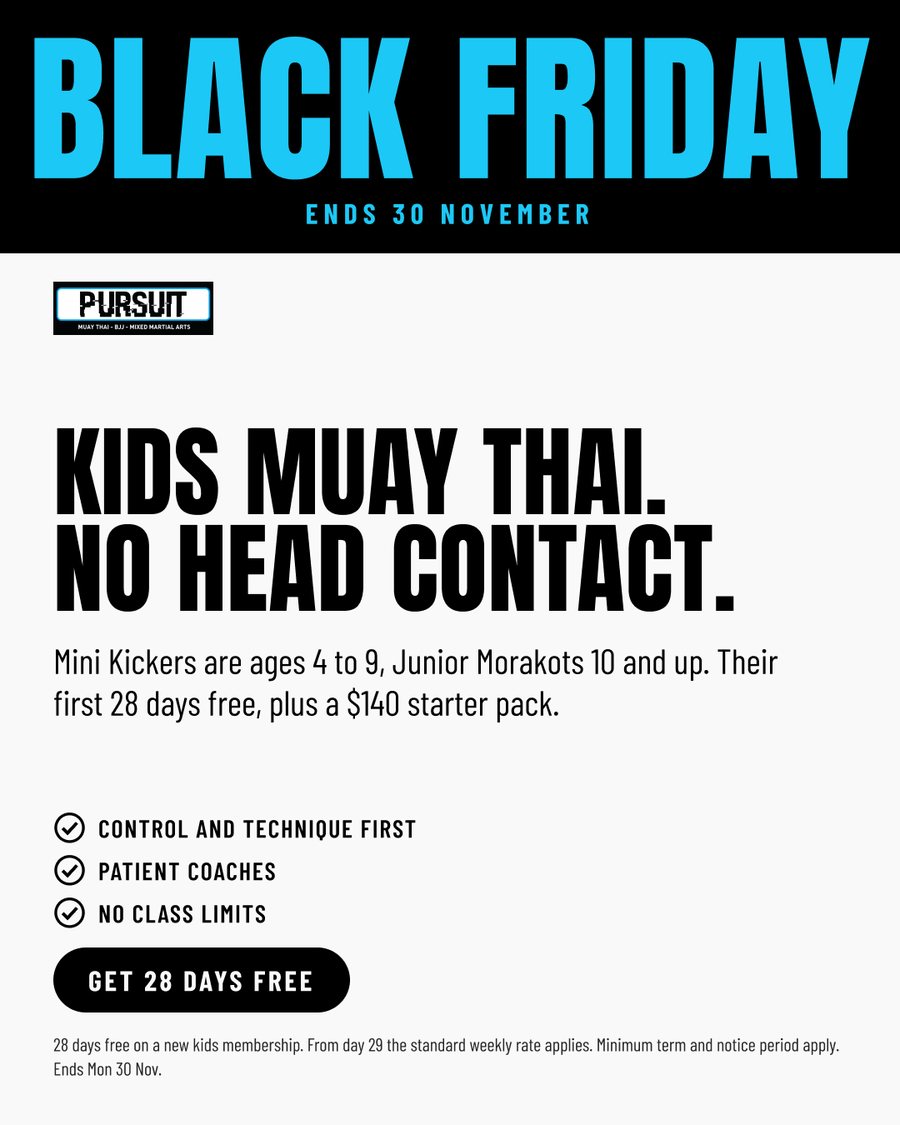 BLACK FRIDAY
ENDS 30 NOVEMBER
PURSUIT
MUAY THAI - BJJ - MIXED MARTIAL ARTS
KIDS MUAY THAI.
NO HEAD CONTACT.
Mini Kickers are ages 4 to 9, Junior Morakots 10 and up. Their
first 28 days free, plus a $140 starter pack.
CONTROL AND TECHNIQUE FIRST
PATIENT COACHES
NO CLASS LIMITS
GET 28 DAYS FREE
28 days free on a new kids membership. From day 29 the standard weekly rate applies. Minimum term and notice period apply.
Ends Mon 30 Nov.